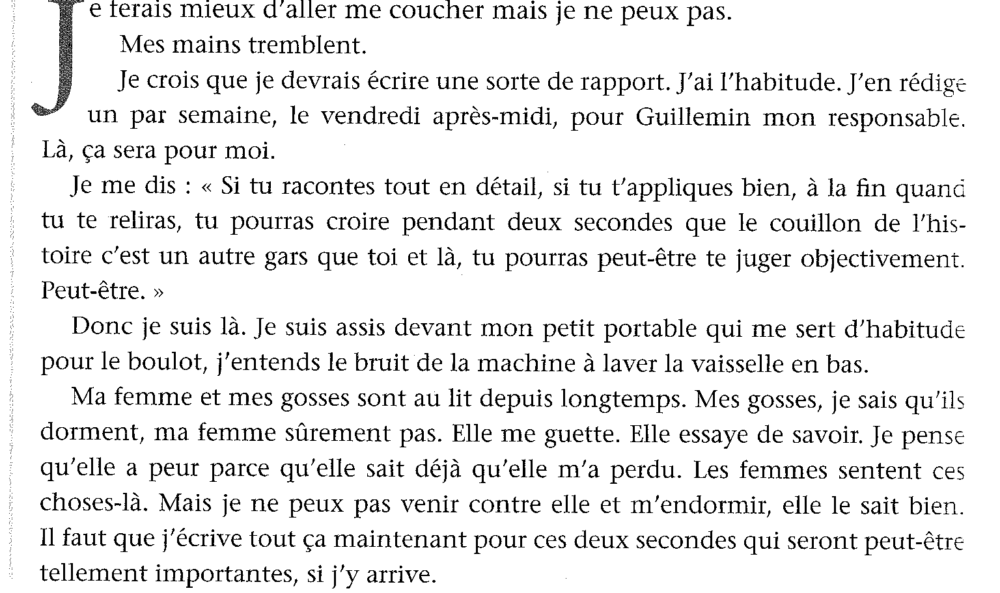 Je ferais mieux d'aller me coucher mais je ne peux pas.
Mes mains tremblent.
Je crois que je devrais écrire une sorte de rapport. J'ai l'habitude. J'en rédige
un par semaine, le vendredi après-midi, pour Guillemin mon responsable.
Là, ça sera pour moi.
Je me dis : « Si tu racontes tout en détail, si tu t'appliques bien, à la fin quand
tu te reliras, tu pourras croire pendant deux secondes que le couillon de l'his-
toire c'est un autre gars que toi et là, tu pourras peut-être te juger objectivement.
Peut-être. »
Donc je suis là. Je suis assis devant mon petit portable qui me sert d'habitude
pour le boulot, j'entends le bruit de la machine à laver la vaisselle en bas.
Ma femme et mes gosses sont au lit depuis longtemps. Mes gosses, je sais qu'ils
dorment, ma femme sûrement pas. Elle me guette. Elle essaye de savoir. Je pense
qu'elle a peur parce qu'elle sait déjà qu'elle m'a perdu. Les femmes sentent ces
choses-là. Mais je ne peux pas venir contre elle et m'endormir, elle le sait bien.
Il faut que j'écrive tout ça maintenant pour ces deux secondes qui seront peut-être
tellement importantes, si j'y arrive.